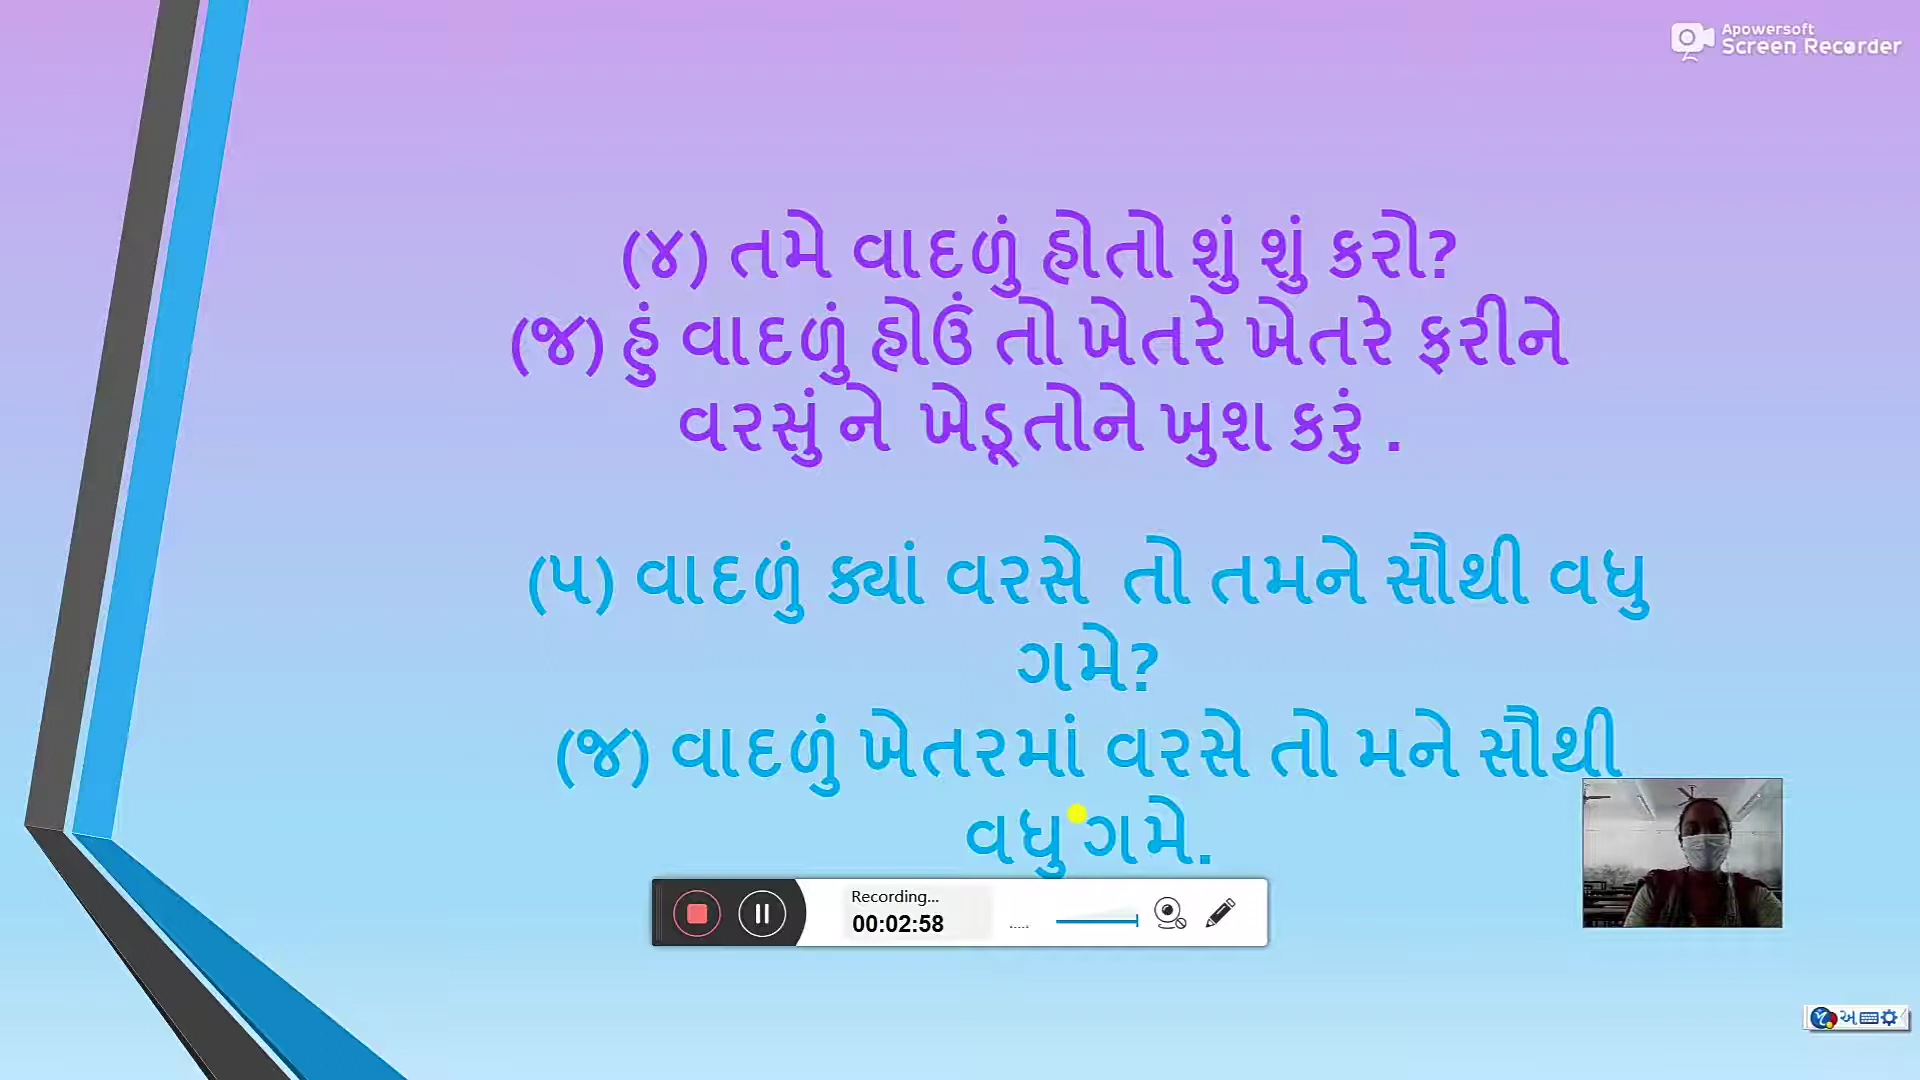 Apowersoft
Screen Recorder
(૪) તમે વાદળું હોતો શું શું કરો?
(જ) હું વાદળું હોઉં તો ખેતરે ખેતરે ફરીને
વરસું ને ખેડૂતોને ખુશ કરું .
(૫) વાદળું ક્યાં વરસે તો તમને સૌથી વધુ
ગમે?
(જ) વાદળું ખેતરમાં વરસે તો મને સૌથી
વધુ ગમે.
Recording...
00:02:58
.....
અ